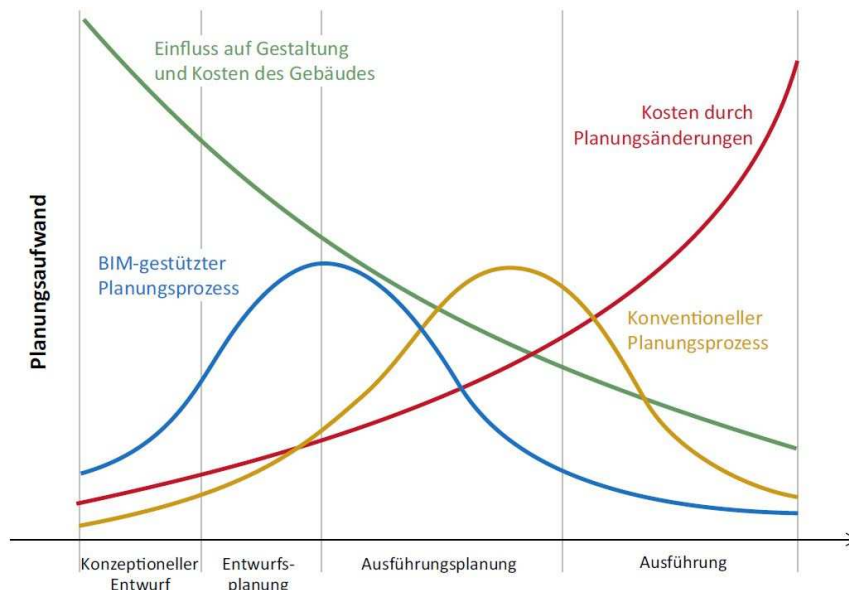 Einfluss auf Gestaltung
und Kosten des Gebäudes
Kosten durch
Planungsänderungen
BIM-gestützter
Planungsprozess
Konventioneller
Planungsprozess
Planungsaufwand
Konzeptioneller
Entwurf
Entwurfs-
planung
Ausführungsplanung
Ausführung